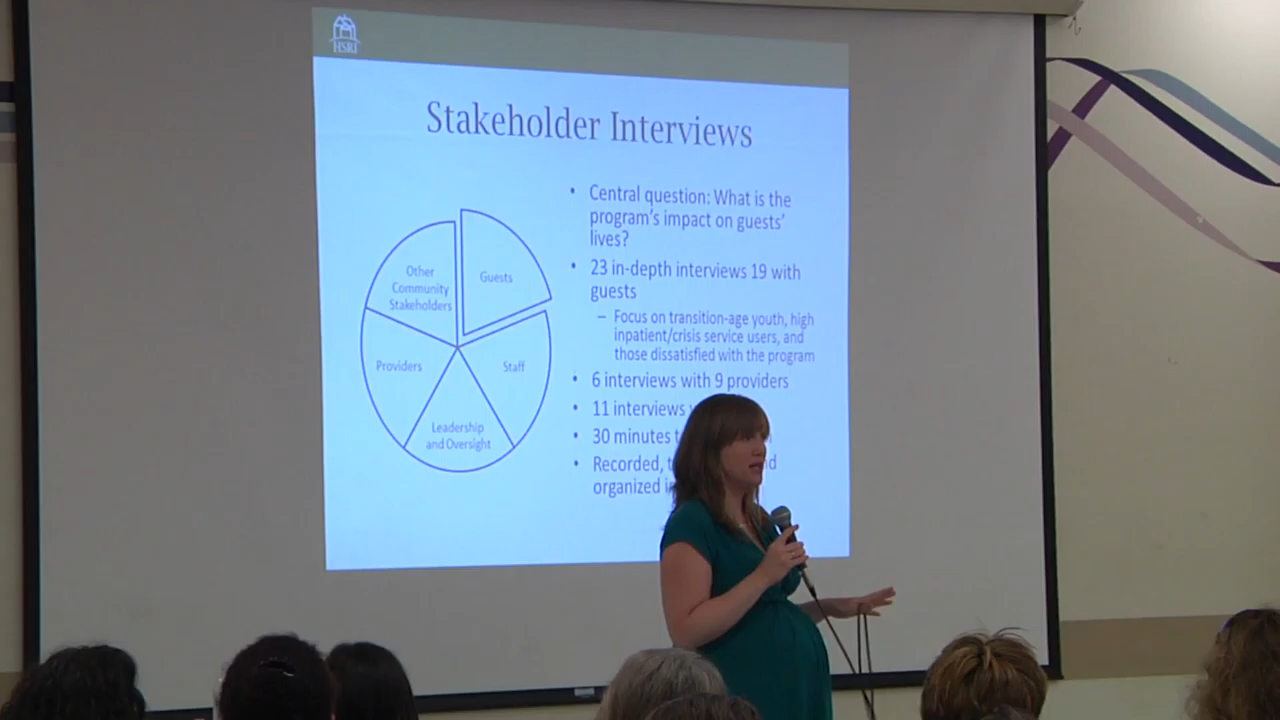 HSRI
Stakeholder Interviews
Other
Community
Stakeholders
Guests
Providers
Staff
Leadership
and Oversight
• Central question: What is the
program's impact on guests'
lives?
• 23 in-depth interviews 19 with
guests
– Focus on transition-age youth, high
inpatient/crisis service users, and
those dissatisfied with the program
• 6 interviews with 9 providers
• 11 interviews
• 30 minutes
• Recorded,
organized